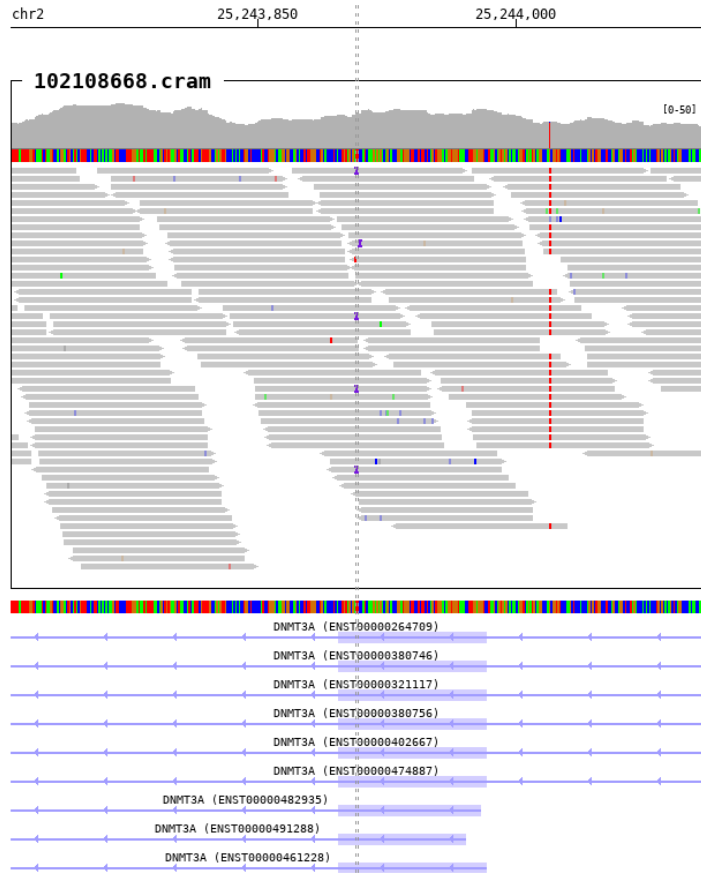 chr2 25,243,850 25,244,000
102108668.cram
[0-50]
DNMT3A (ENST00000264709)
DNMT3A (ENST00000380746)
DNMT3A (ENST00000321117)
DNMT3A (ENST00000380756)
DNMT3A (ENST00000402667)
DNMT3A (ENST00000474887)
DNMT3A (ENST00000482935)
DNMT3A (ENST00000491288)
DNMT3A (ENST00000461228)